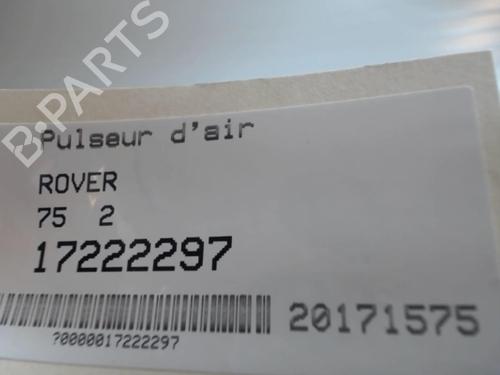 B-PARTS
Pulseur d'air
ROVER
75 2
17222297
20171575
?0000017222297